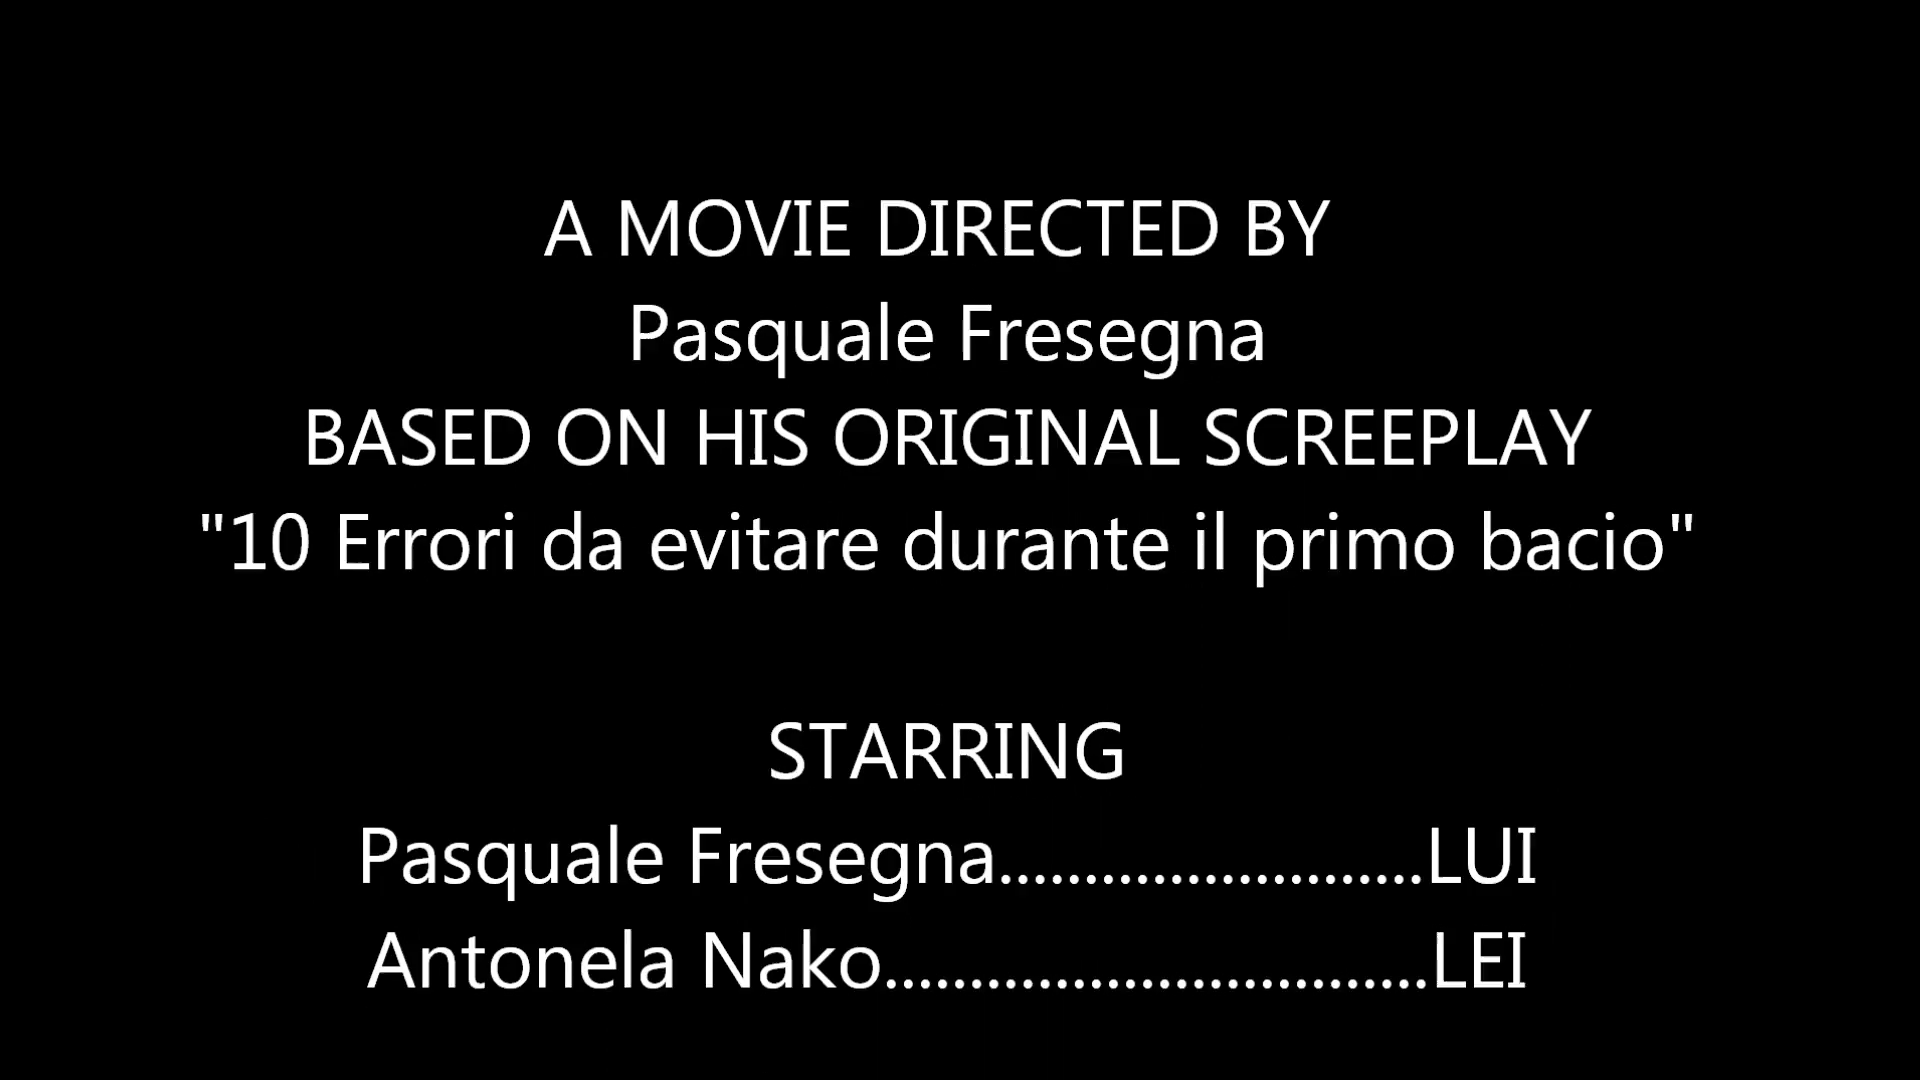 A MOVIE DIRECTED BY
Pasquale Fresegna
BASED ON HIS ORIGINAL SCREEPLAY
"10 Errori da evitare durante il primo bacio"
STARRING
Pasquale Fresegna........................LUI
Antonela Nako...............................LEI